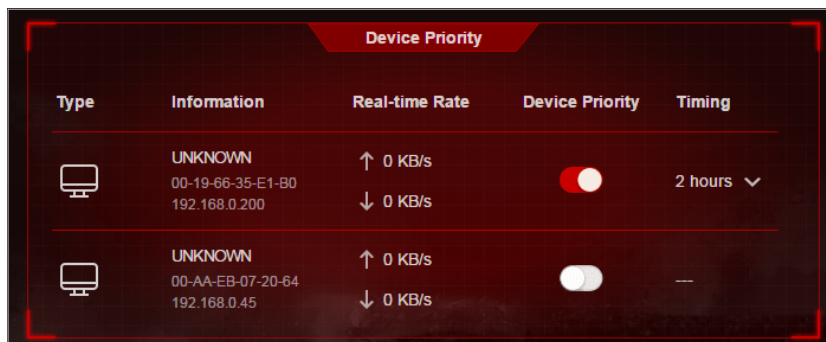 Device Priority
Type Information Real-time Rate Device Priority Timing
UNKNOWN
00-19-66-35-E1-B0
192.168.0.200
↑ 0 KB/s
↓ 0 KB/s
2 hours
UNKNOWN
00-AA-EB-07-20-64
192.168.0.45
↑ 0 KB/s
↓ 0 KB/s
---